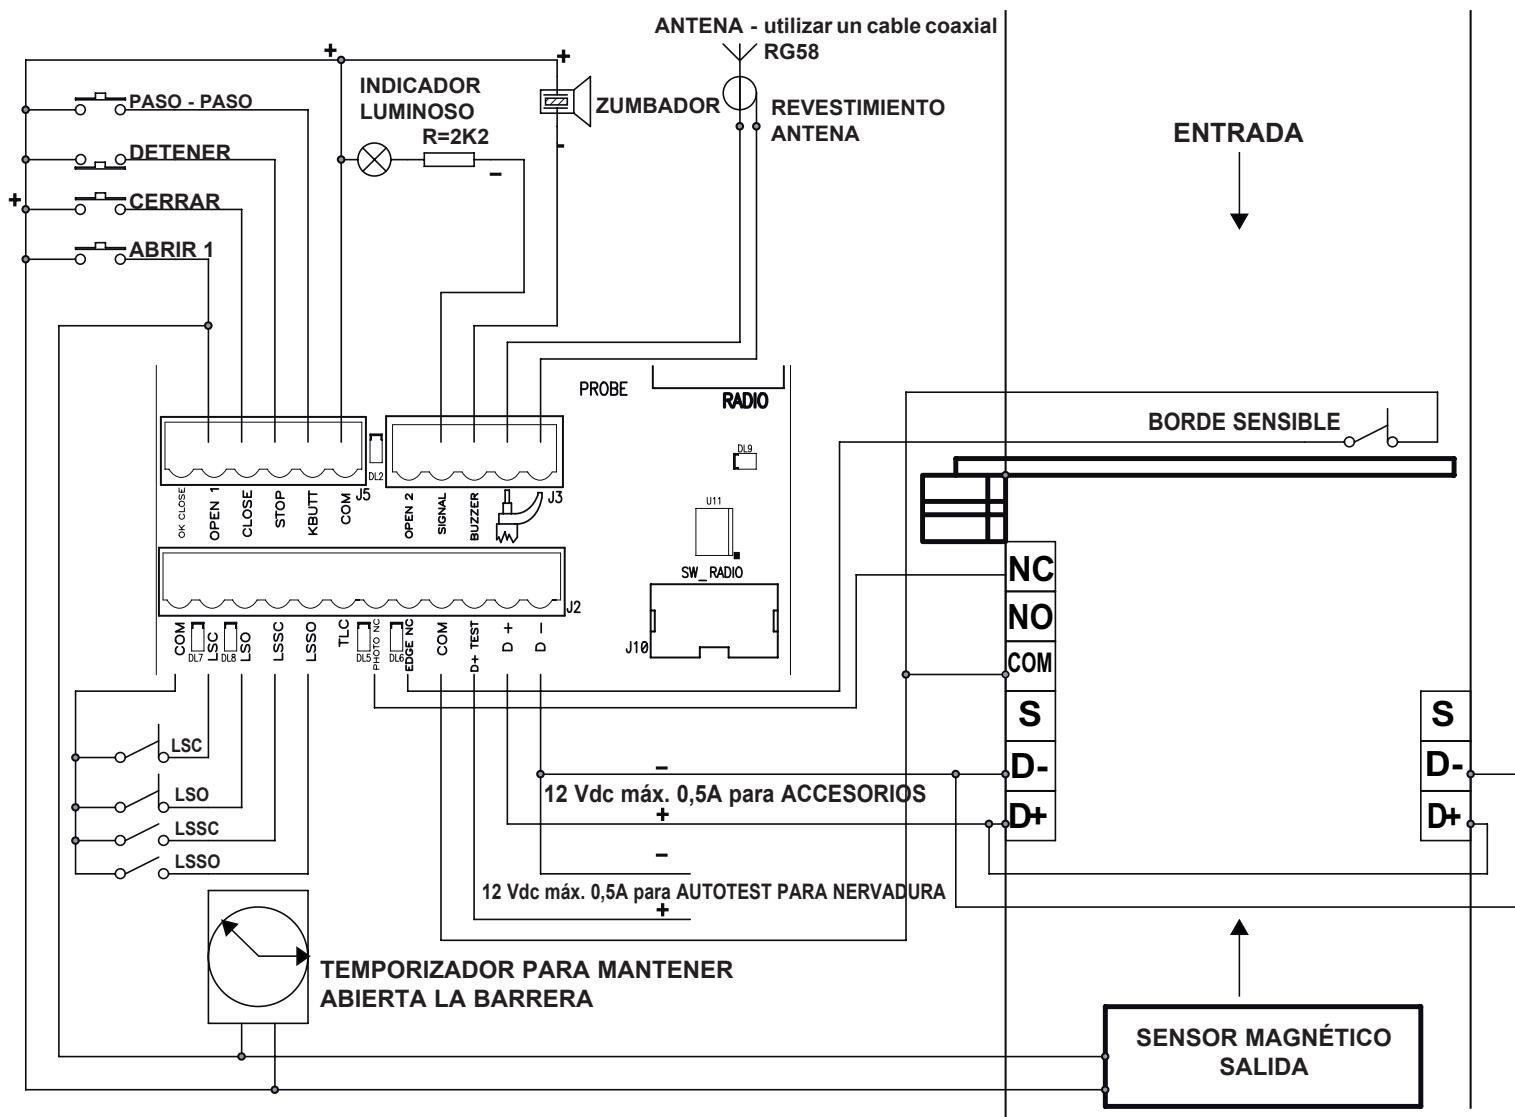 ANTENA - utilizar un cable coaxial
RG58
+
+
INDICADOR
LUMINOSO
R=2K2
ZUMBADOR
REVESTIMIENTO
ANTENA
-
-
PASO - PASO
DETENER
+
CERRAR
ABRIR 1
ENTRADA
PROBE
RADIO
BORDE SENSIBLE
DL2
DL9
J5
J3
OK CLOSE
OPEN 1
CLOSE
STOP
KBUTT
COM
OPEN 2
SIGNAL
BUZZER
U11
SW_RADIO
J2
J10
COM
DL7
LSC
DL8
LSO
LSSC
LSSO
TLC
DL5
PHOTO NC
DL6
EDGE NC
COM
D+ TEST
D +
D -
NC
NO
COM
S
D-
D+
S
D-
D+
LSC
LSO
LSSC
LSSO
-
12 Vdc máx. 0,5A para ACCESORIOS
+
-
12 Vdc máx. 0,5A para AUTOTEST PARA NERVADURA
+
TEMPORIZADOR PARA MANTENER
ABIERTA LA BARRERA
SENSOR MAGNÉTICO
SALIDA